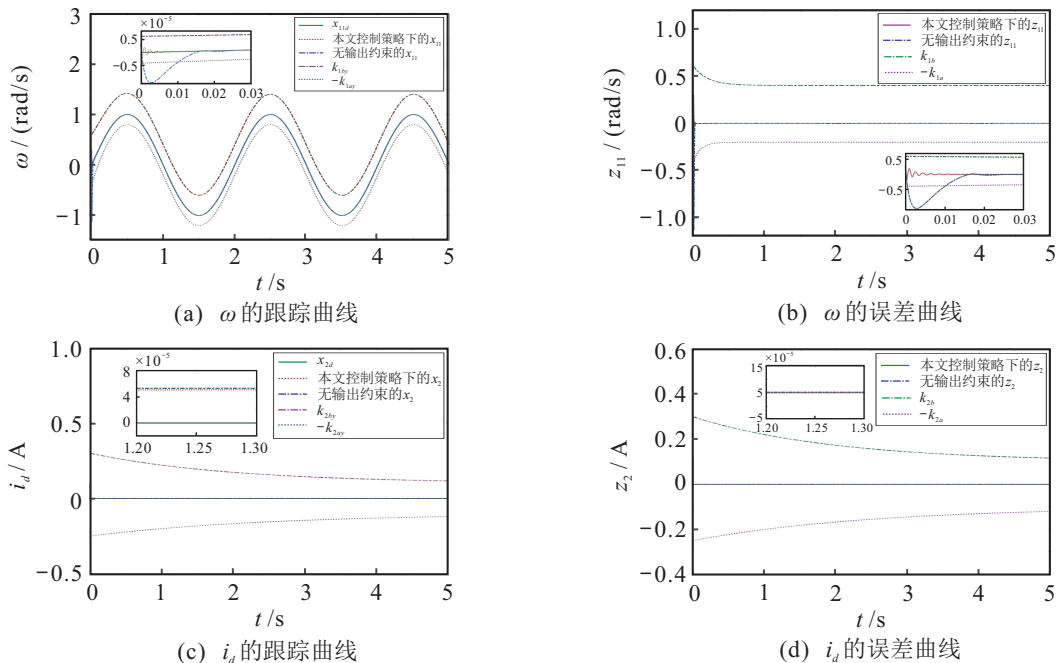 ×10⁻⁵
0.5
−0.5
0
0.01
0.02
0.03
x₁₁d
本文控制策略下的x₁₁
无输出约束的x₁₁
k₁by
−k₁ay
3
2
1
0
−1
ω / (rad/s)
0 1 2 3 4 5
t /s
(a) ω 的跟踪曲线
本文控制策略下的z₁₁
无输出约束的z₁₁
k₁b
−k₁a
1.0
0.5
0
−0.5
−1.0
z₁₁ / (rad/s)
0.5
−0.5
0 0.01 0.02 0.03
0 1 2 3 4 5
t /s
(b) ω 的误差曲线
×10⁻⁵
8
4
0
1.20 1.25 1.30
x₂d
本文控制策略下的x₂
无输出约束的x₂
k₂by
−k₂ay
1.0
0.5
0
−0.5
i_d / A
0 1 2 3 4 5
t /s
(c) i_d 的跟踪曲线
×10⁻⁵
15
5
−5
1.20 1.25 1.30
本文控制策略下的z₂
无输出约束的z₂
k₂b
−k₂a
0.6
0.4
0.2
0
−0.2
−0.4
z₂ / A
0 1 2 3 4 5
t /s
(d) i_d 的误差曲线